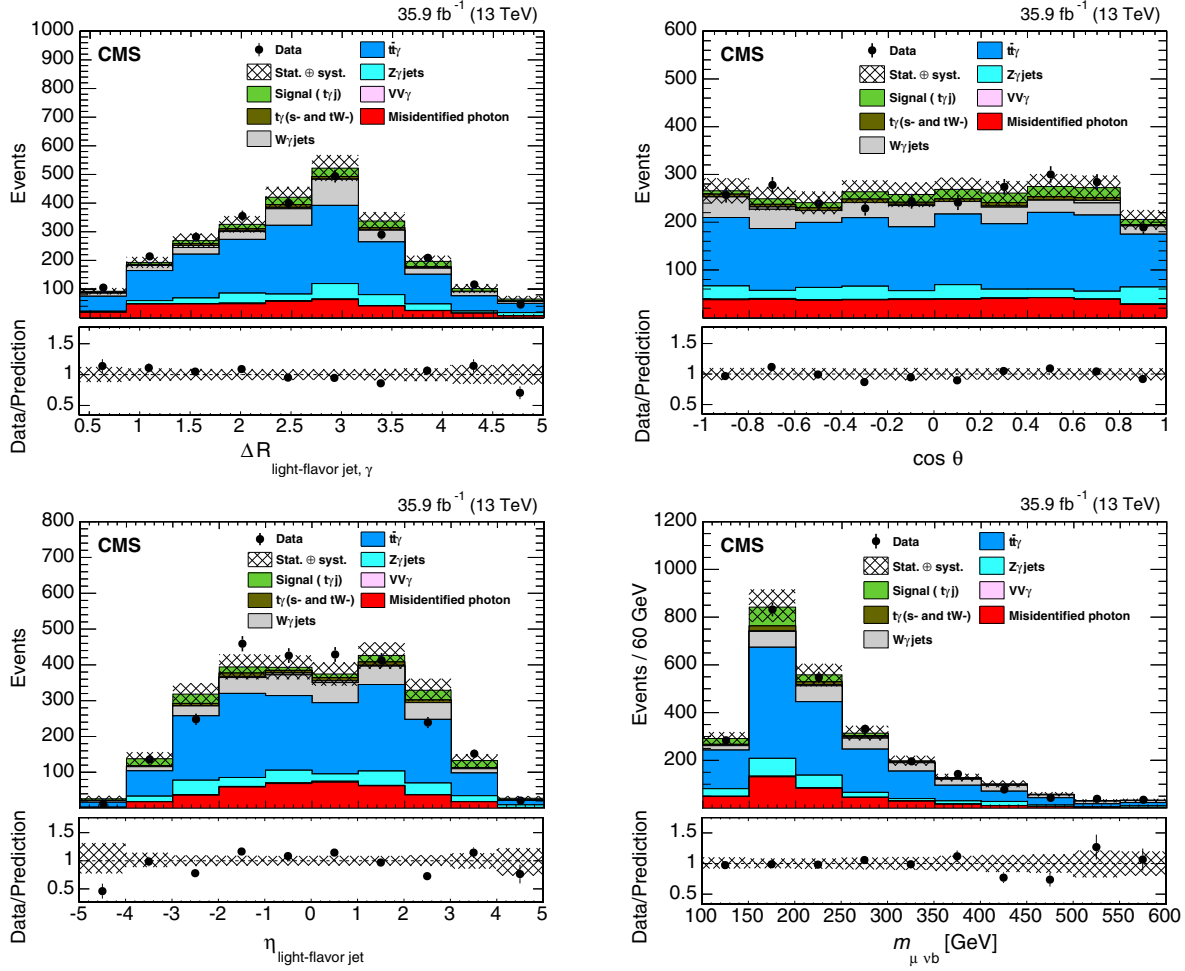 35.9 fb⁻¹ (13 TeV)
CMS
Data
Stat. ⊕ syst.
Signal ( tγj)
tγ(s- and tW-)
Wγjets
tt̄γ
Zγjets
VVγ
Misidentified photon
Events
1000
900
800
700
600
500
400
300
200
100
Data/Prediction
1.5
1
0.5
0.5 1 1.5 2 2.5 3 3.5 4 4.5 5
ΔR light-flavor jet, γ
35.9 fb⁻¹ (13 TeV)
CMS
Data
Stat. ⊕ syst.
Signal ( tγj)
tγ(s- and tW-)
Wγjets
tt̄γ
Zγjets
VVγ
Misidentified photon
Events
600
500
400
300
200
100
Data/Prediction
1.5
1
0.5
-1 -0.8 -0.6 -0.4 -0.2 0 0.2 0.4 0.6 0.8 1
cos θ
35.9 fb⁻¹ (13 TeV)
CMS
Data
Stat. ⊕ syst.
Signal ( tγj)
tγ(s- and tW-)
Wγjets
tt̄γ
Zγjets
VVγ
Misidentified photon
Events
800
700
600
500
400
300
200
100
Data/Prediction
1.5
1
0.5
-5 -4 -3 -2 -1 0 1 2 3 4 5
η light-flavor jet
35.9 fb⁻¹ (13 TeV)
CMS
Data
Stat. ⊕ syst.
Signal ( tγj)
tγ(s- and tW-)
Wγjets
tt̄γ
Zγjets
VVγ
Misidentified photon
Events / 60 GeV
1200
1000
800
600
400
200
Data/Prediction
1.5
1
0.5
100 150 200 250 300 350 400 450 500 550 600
m μ νb [GeV]